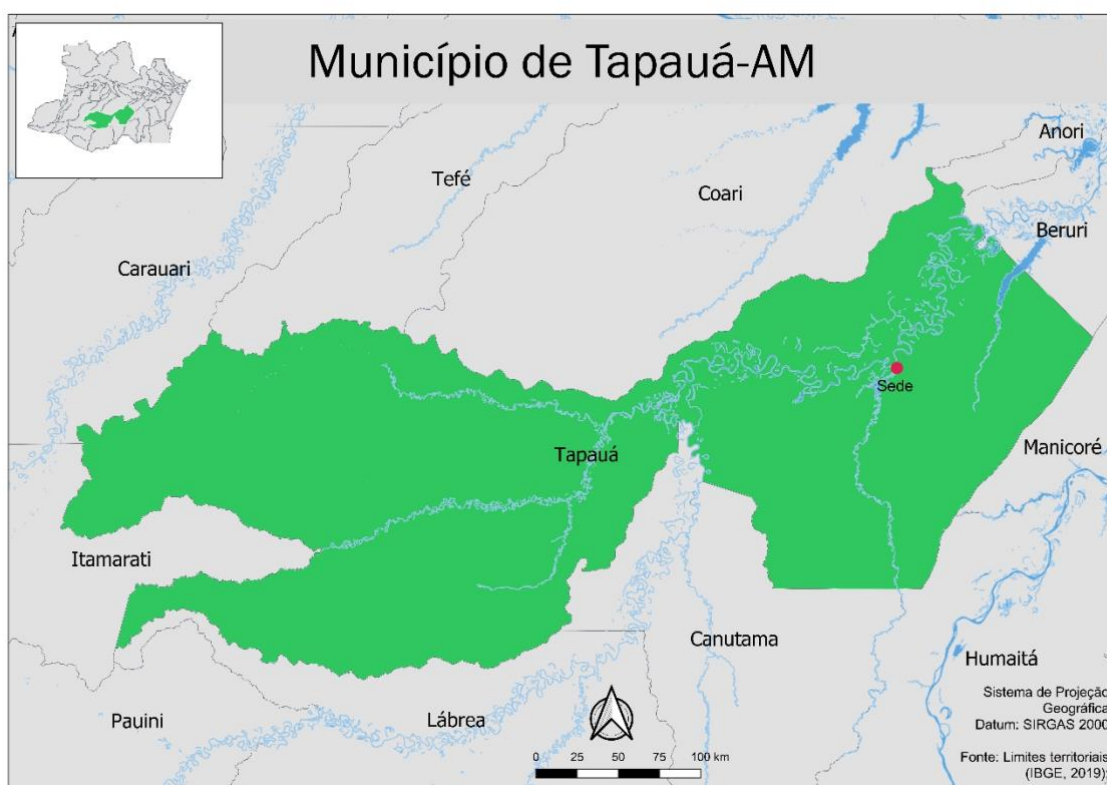 Município de Tapauá-AM
Anori
Tefé
Coari
Beruri
Carauari
Sede
Manicoré
Tapauá
Itamarati
Canutama
Humaitá
Pauini
Lábrea
Sistema de Projeção
Geográfica
Datum: SIRGAS 2000
0 25 50 75 100 km
Fonte: Limites territoriais
(IBGE, 2019);